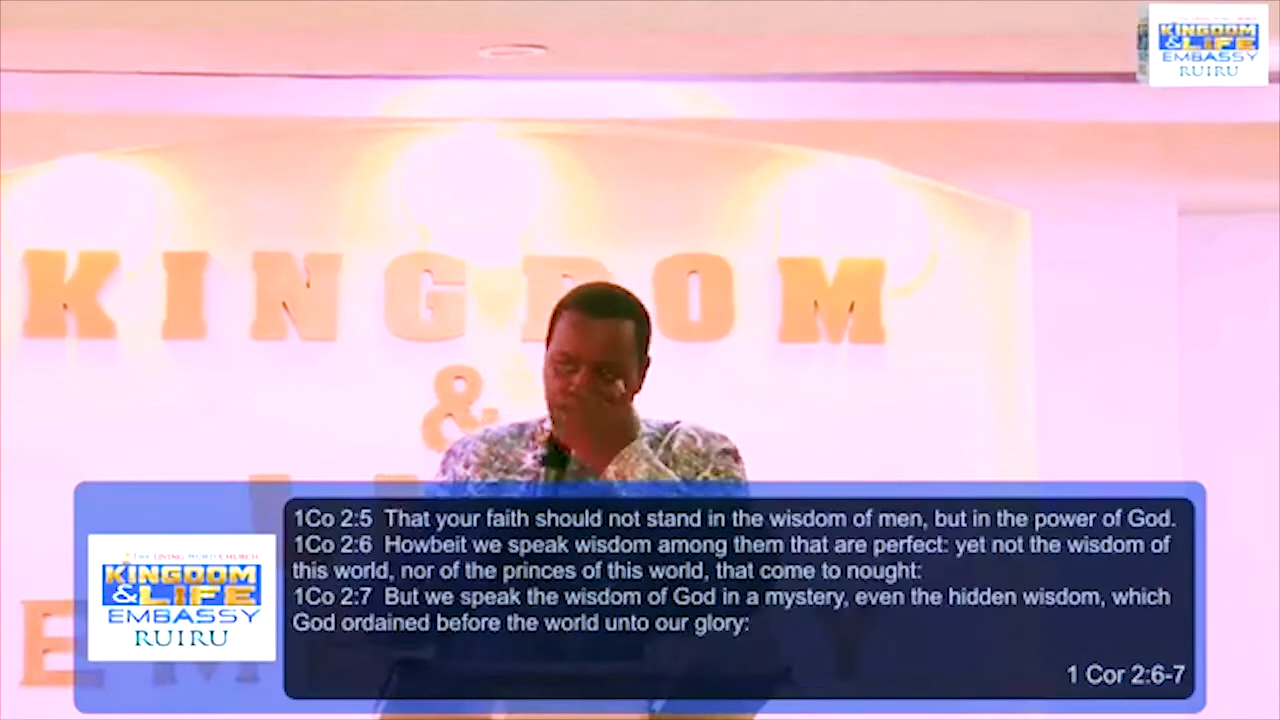 THE LIVING WORD CHURCH
KINGDOM
& LIFE
EMBASSY
RUIRU
KINGDOM
&
1Co 2:5 That your faith should not stand in the wisdom of men, but in the power of God.
1Co 2:6 Howbeit we speak wisdom among them that are perfect: yet not the wisdom of
this world, nor of the princes of this world, that come to nought:
1Co 2:7 But we speak the wisdom of God in a mystery, even the hidden wisdom, which
God ordained before the world unto our glory:
1 Cor 2:6-7
THE LIVING WORD CHURCH
KINGDOM
& LIFE
EMBASSY
RUIRU